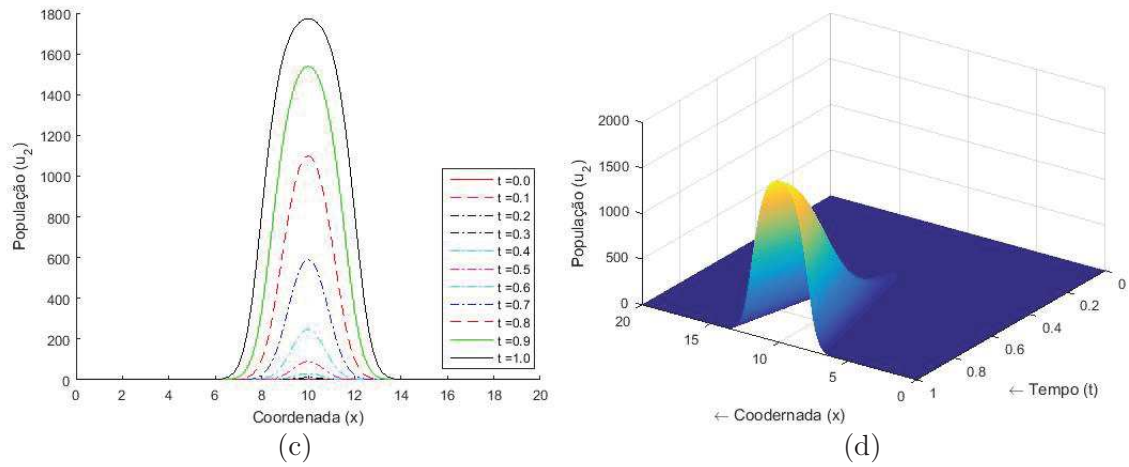 1800
1600
1400
1200
1000
800
600
400
200
0
População (u2)
0 2 4 6 8 10 12 14 16 18 20
Coordenada (x)
t =0.0
t =0.1
t =0.2
t =0.3
t =0.4
t =0.5
t =0.6
t =0.7
t =0.8
t =0.9
t =1.0
(c)
2000
1500
1000
500
0
População (u2)
20 15 10 5 0
← Coodernada (x)
0
0.2
0.4
0.6
0.8
1
← Tempo (t)
(d)